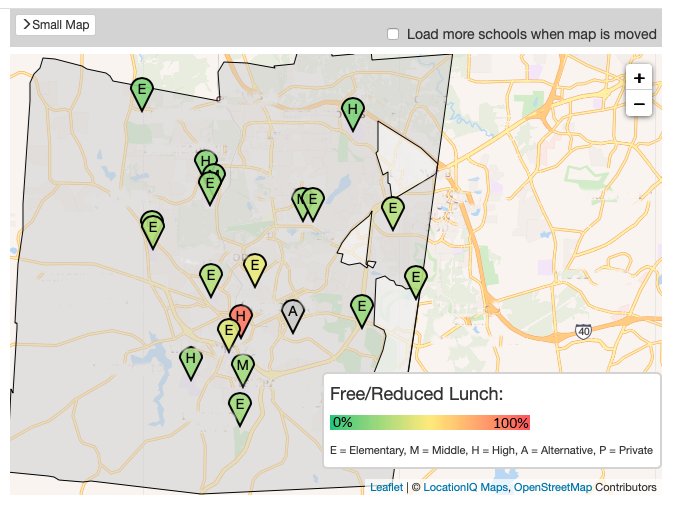 Small Map
Load more schools when map is moved
+
−
E
H
H
M
E
M
E
E
E
E
E
E
E
H
A
E
H
M
E
40
Free/Reduced Lunch:
0% 100%
E = Elementary, M = Middle, H = High, A = Alternative, P = Private
Leaflet | © LocationIQ Maps, OpenStreetMap Contributors